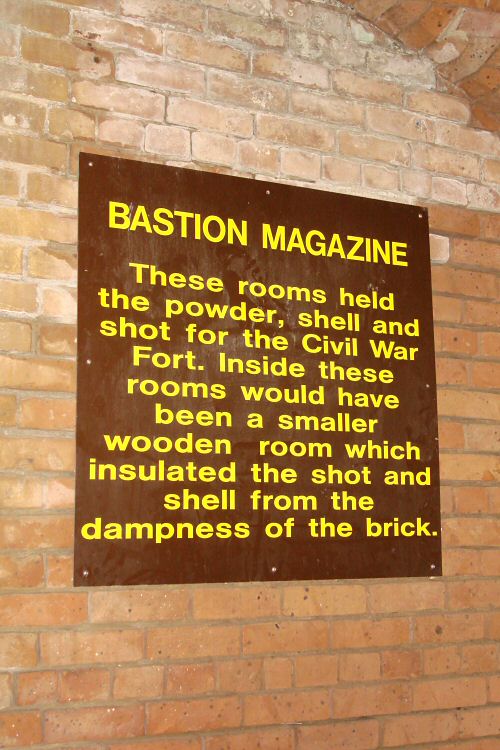 BASTION MAGAZINE
These rooms held
the powder, shell and
shot for the Civil War
Fort. Inside these
rooms would have
been a smaller
wooden room which
insulated the shot and
shell from the
dampness of the brick.